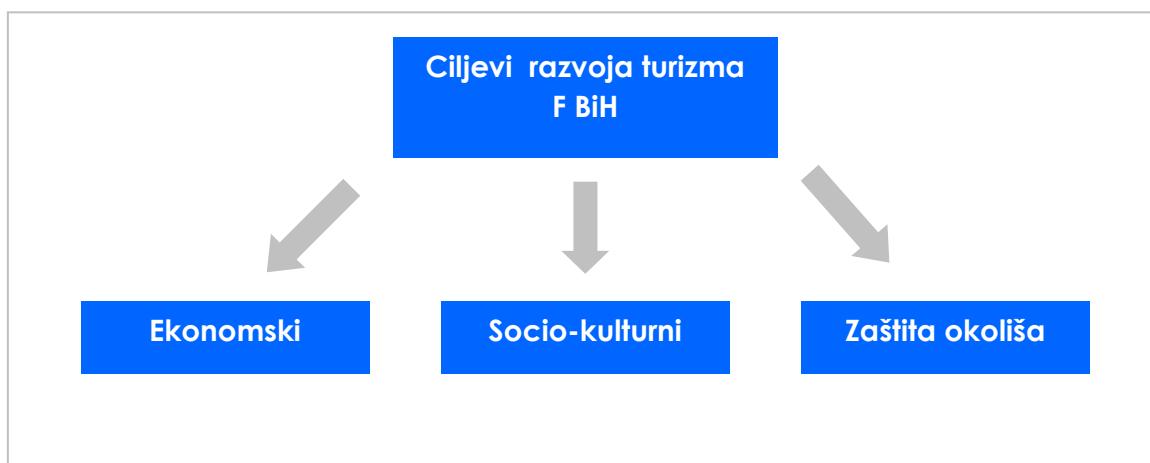 Ciljevi razvoja turizma
F BiH
Ekonomski
Socio-kulturni
Zaštita okoliša